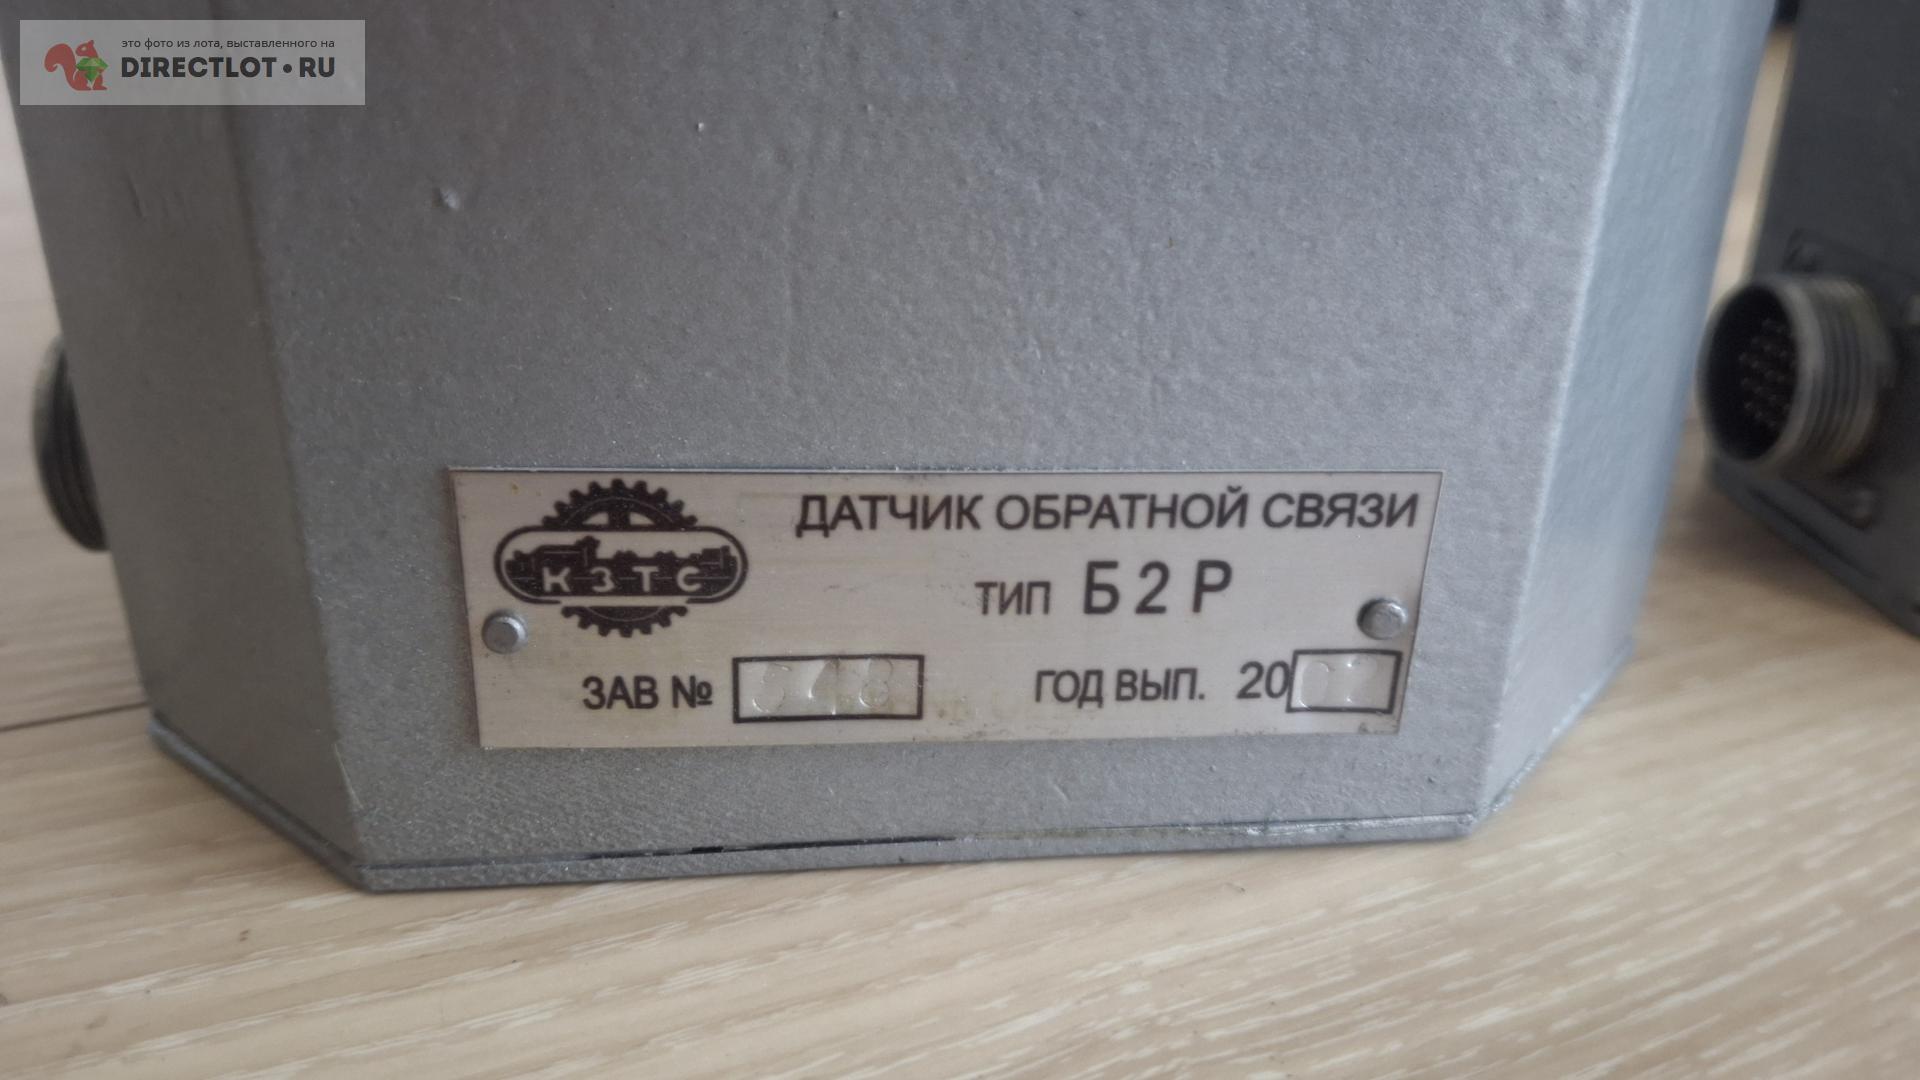 это фото из лота, выставленного на
DIRECTLOT•RU
ДАТЧИК ОБРАТНОЙ СВЯЗИ
КЗТС
ТИП Б2Р
ЗАВ № 548
ГОД ВЫП. 20